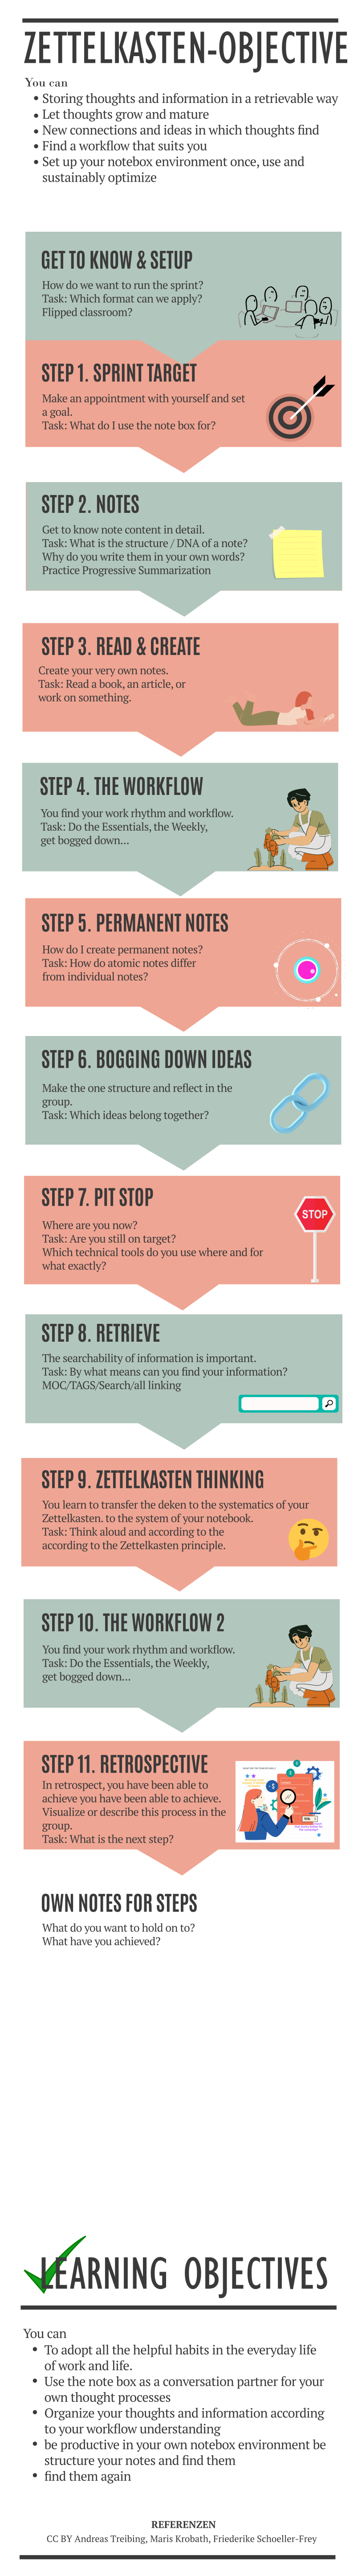 ZETTELKASTEN-OBJECTIVE
You can
• Storing thoughts and information in a retrievable way
• Let thoughts grow and mature
• New connections and ideas in which thoughts find
• Find a workflow that suits you
• Set up your notebox environment once, use and
sustainably optimize
GET TO KNOW & SETUP
How do we want to run the sprint?
Task: Which format can we apply?
Flipped classroom?
STEP 1. SPRINT TARGET
Make an appointment with yourself and set
a goal.
Task: What do I use the note box for?
STEP 2. NOTES
Get to know note content in detail.
Task: What is the structure / DNA of a note?
Why do you write them in your own words?
Practice Progressive Summarization
STEP 3. READ & CREATE
Create your very own notes.
Task: Read a book, an article, or
work on something.
STEP 4. THE WORKFLOW
You find your work rhythm and workflow.
Task: Do the Essentials, the Weekly,
get bogged down...
STEP 5. PERMANENT NOTES
How do I create permanent notes?
Task: How do atomic notes differ
from individual notes?
STEP 6. BOGGING DOWN IDEAS
Make the one structure and reflect in the
group.
Task: Which ideas belong together?
STEP 7. PIT STOP
Where are you now?
Task: Are you still on target?
Which technical tools do you use where and for
what exactly?
STOP
STEP 8. RETRIEVE
The searchability of information is important.
Task: By what means can you find your information?
MOC/TAGS/Search/all linking
STEP 9. ZETTELKASTEN THINKING
You learn to transfer the deken to the systematics of your
Zettelkasten. to the system of your notebook.
Task: Think aloud and according to the
according to the Zettelkasten principle.
STEP 10. THE WORKFLOW 2
You find your work rhythm and workflow.
Task: Do the Essentials, the Weekly,
get bogged down...
STEP 11. RETROSPECTIVE
In retrospect, you have been able to
achieve you have been able to achieve.
Visualize or describe this process in the
group.
Task: What is the next step?
OWN NOTES FOR STEPS
What do you want to hold on to?
What have you achieved?
LEARNING OBJECTIVES
You can
• To adopt all the helpful habits in the everyday life
of work and life.
• Use the note box as a conversation partner for your
own thought processes
• Organize your thoughts and information according
to your workflow understanding
• be productive in your own notebox environment be
structure your notes and find them
• find them again
REFERENZEN
CC BY Andreas Treibing, Maris Krobath, Friederike Schoeller-Frey